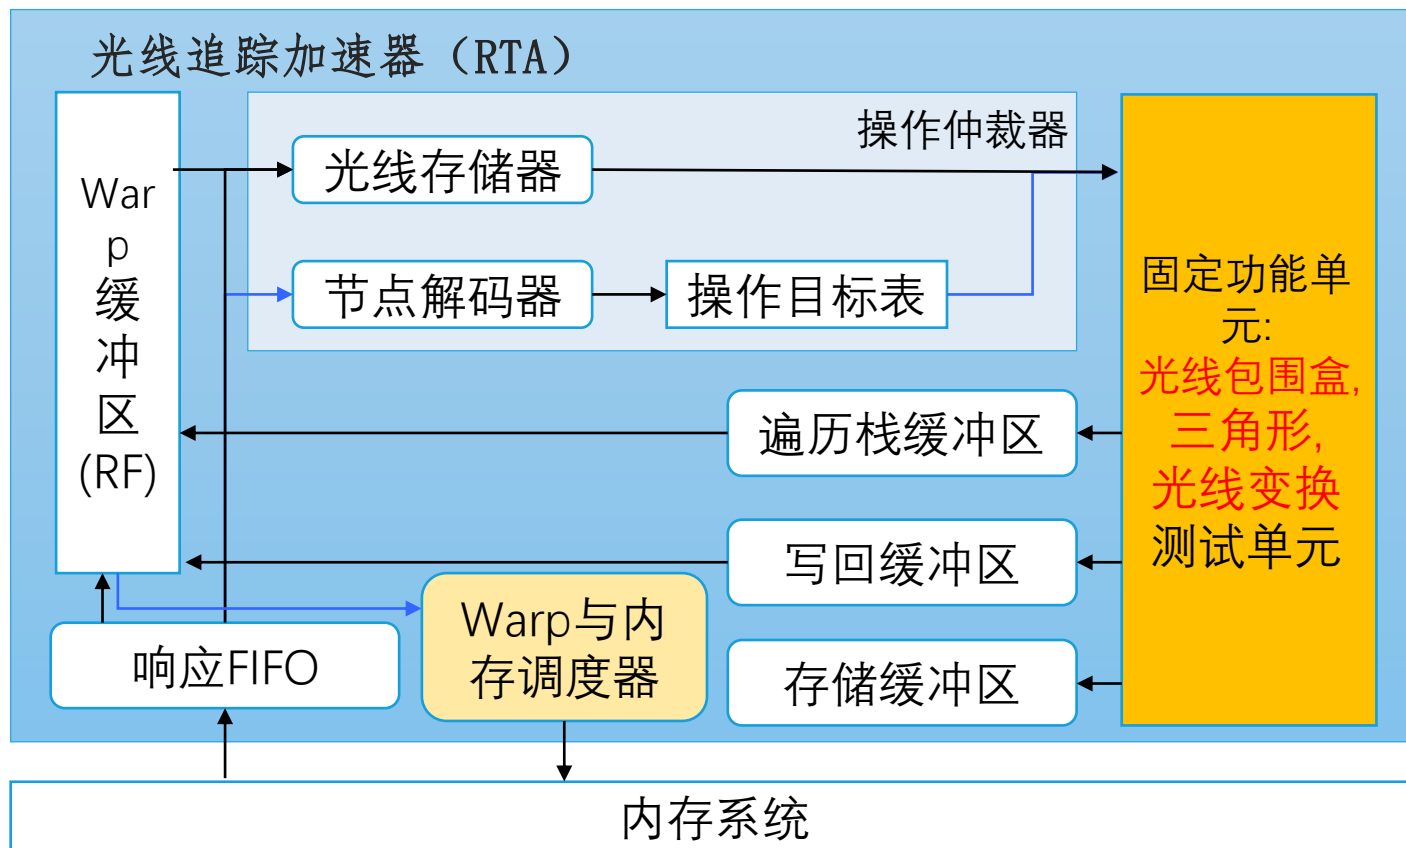 光线追踪加速器（RTA）
War
p
缓
冲
区
(RF)
操作仲裁器
光线存储器
节点解码器
操作目标表
固定功能单
元:
光线包围盒,
三角形,
光线变换
测试单元
遍历栈缓冲区
写回缓冲区
Warp与内
存调度器
响应FIFO
存储缓冲区
内存系统